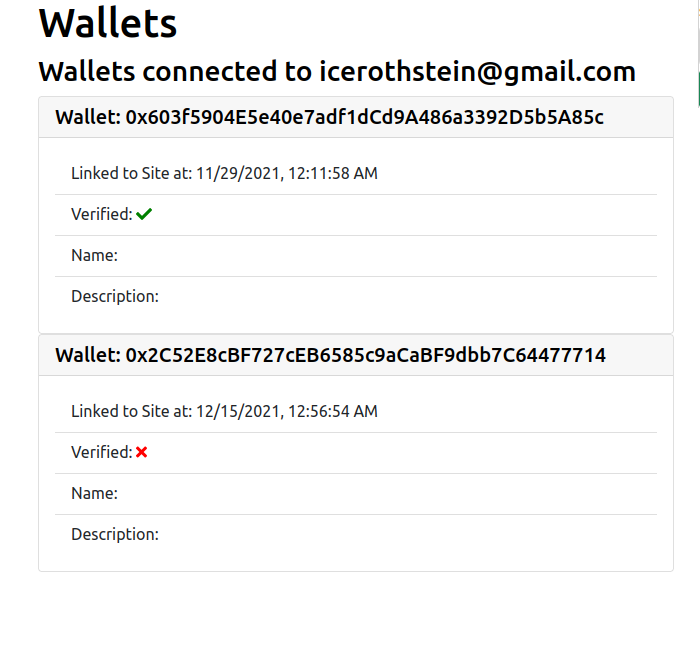 Wallets
Wallets connected to icerothstein@gmail.com
Wallet: 0x603f5904E5e40e7adf1dCd9A486a3392D5b5A85c
Linked to Site at: 11/29/2021, 12:11:58 AM
Verified:
Name:
Description:
Wallet: 0x2C52E8cBF727cEB6585c9aCaBF9dbb7C64477714
Linked to Site at: 12/15/2021, 12:56:54 AM
Verified:
Name:
Description: